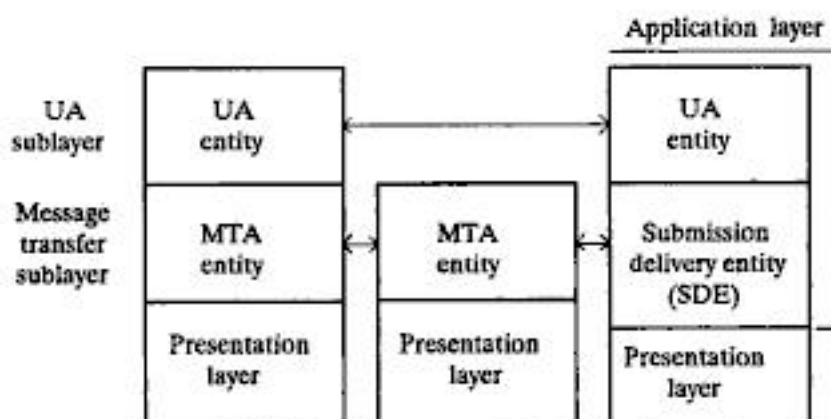 Application layer
UA
sublayer
UA
entity
UA
entity
Message
transfer
sublayer
MTA
entity
MTA
entity
Submission
delivery entity
(SDE)
Presentation
layer
Presentation
layer
Presentation
layer